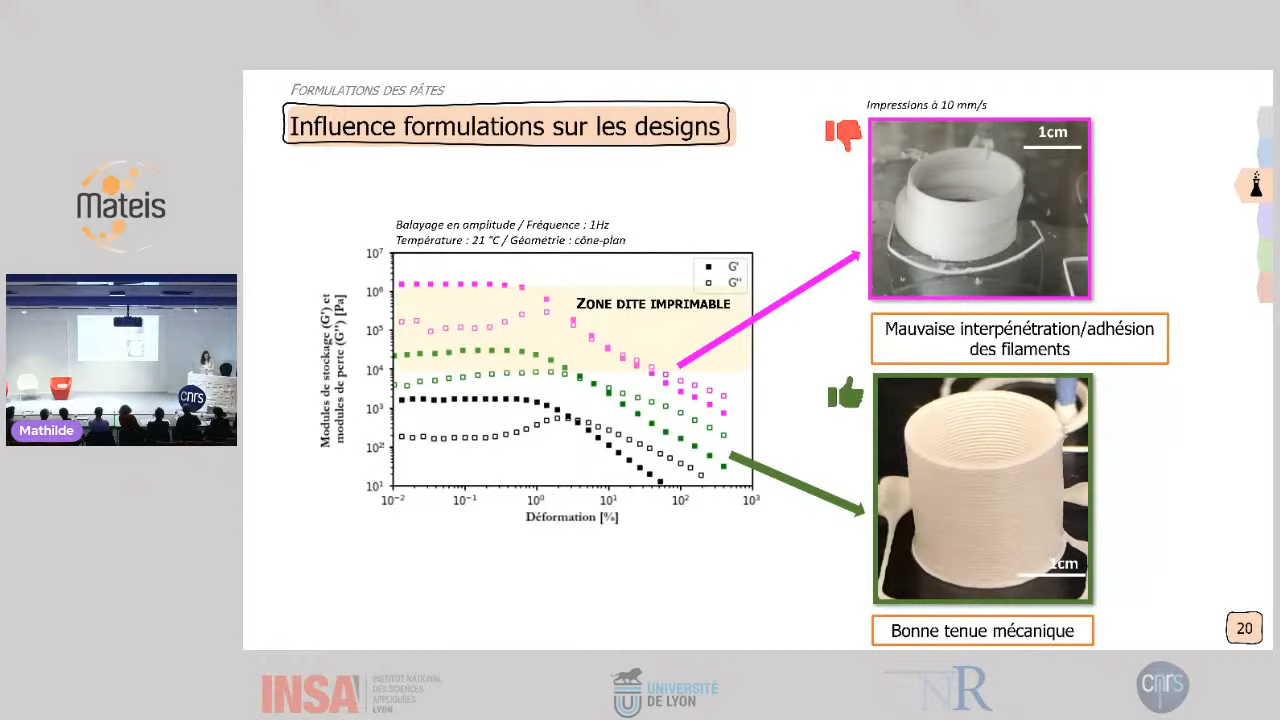 FORMULATIONS DES PÂTES
Influence formulations sur les designs
Impressions à 10 mm/s
1cm
Mateis
Balayage en amplitude / Fréquence : 1Hz
Température : 21 °C / Géométrie : cône-plan
Modules de stockage (G') et
modules de perte (G'') [Pa]
10⁷
10⁶
10⁵
10⁴
10³
10²
10¹
G'
G''
ZONE DITE IMPRIMABLE
10⁻² 10⁻¹ 10⁰ 10¹ 10² 10³
Déformation [%]
Mauvaise interpénétration/adhésion
des filaments
cnrs
Mathilde
1cm
Bonne tenue mécanique
20
INSA
INSTITUT NATIONAL
DES SCIENCES
APPLIQUÉES
LYON
UNIVERSITÉ
DE LYON
NR
cnrs